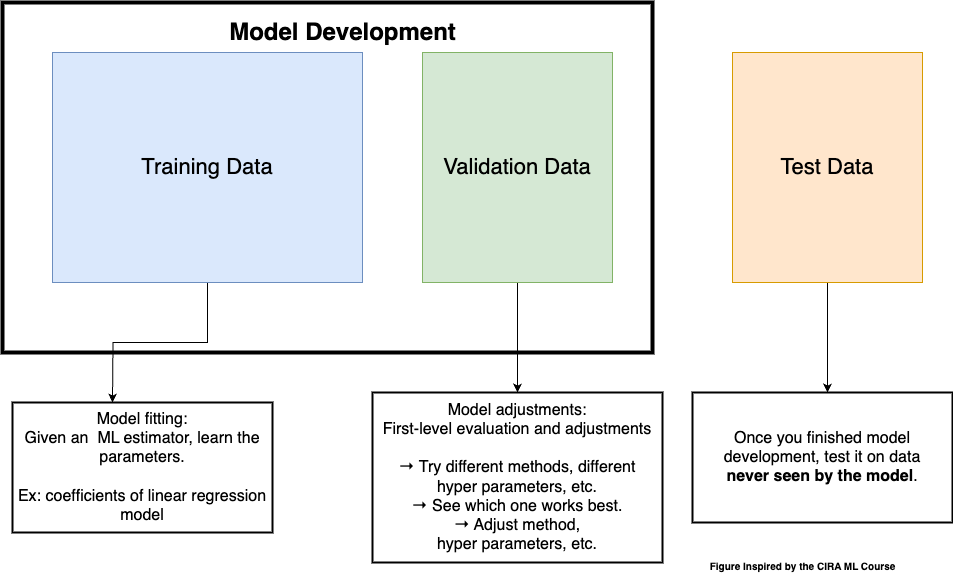 Model Development
Training Data
Validation Data
Test Data
Model fitting:
Given an  ML estimator, learn the
parameters.
Ex: coefficients of linear regression
model
Model adjustments:
First-level evaluation and adjustments
→ Try different methods, different
hyper parameters, etc.
→ See which one works best.
→ Adjust method,
hyper parameters, etc.
Once you finished model
development, test it on data
never seen by the model.
Figure Inspired by the CIRA ML Course